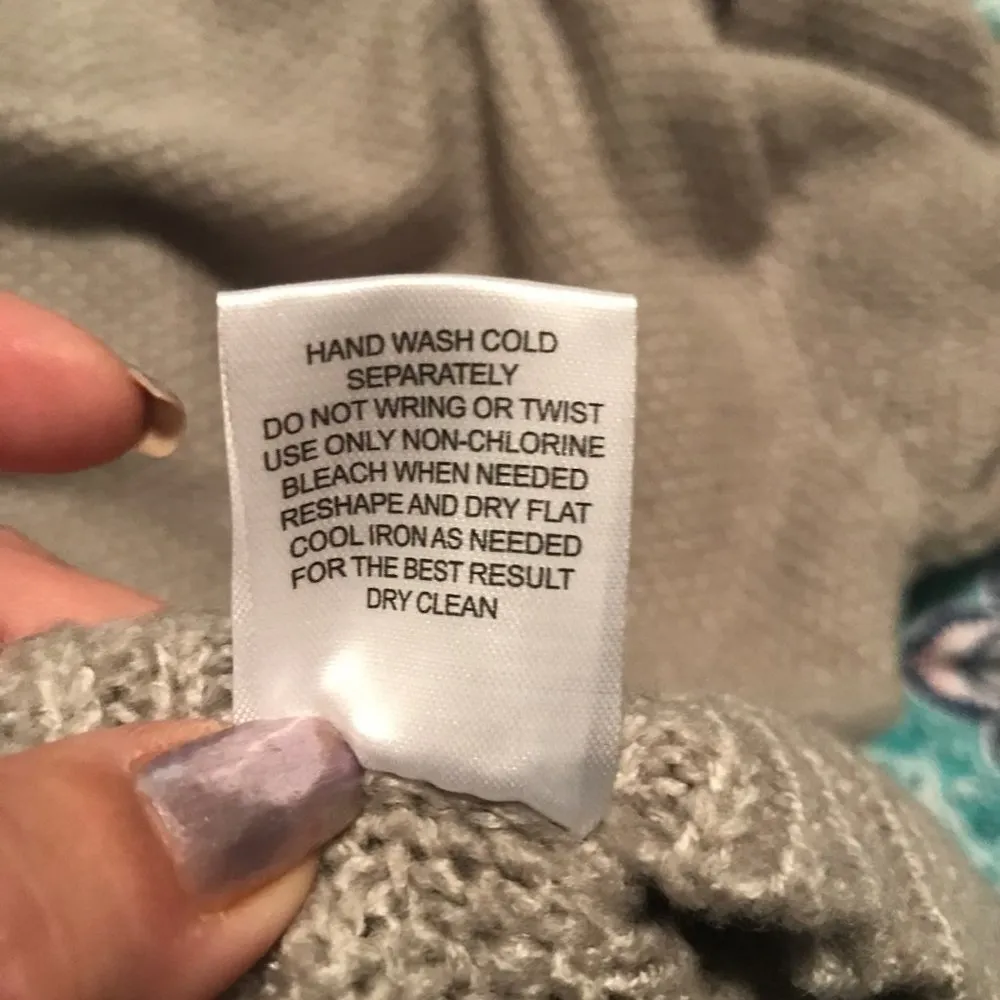 HAND WASH COLD
SEPARATELY
DO NOT WRING OR TWIST
USE ONLY NON-CHLORINE
BLEACH WHEN NEEDED
RESHAPE AND DRY FLAT
COOL IRON AS NEEDED
FOR THE BEST RESULT
DRY CLEAN